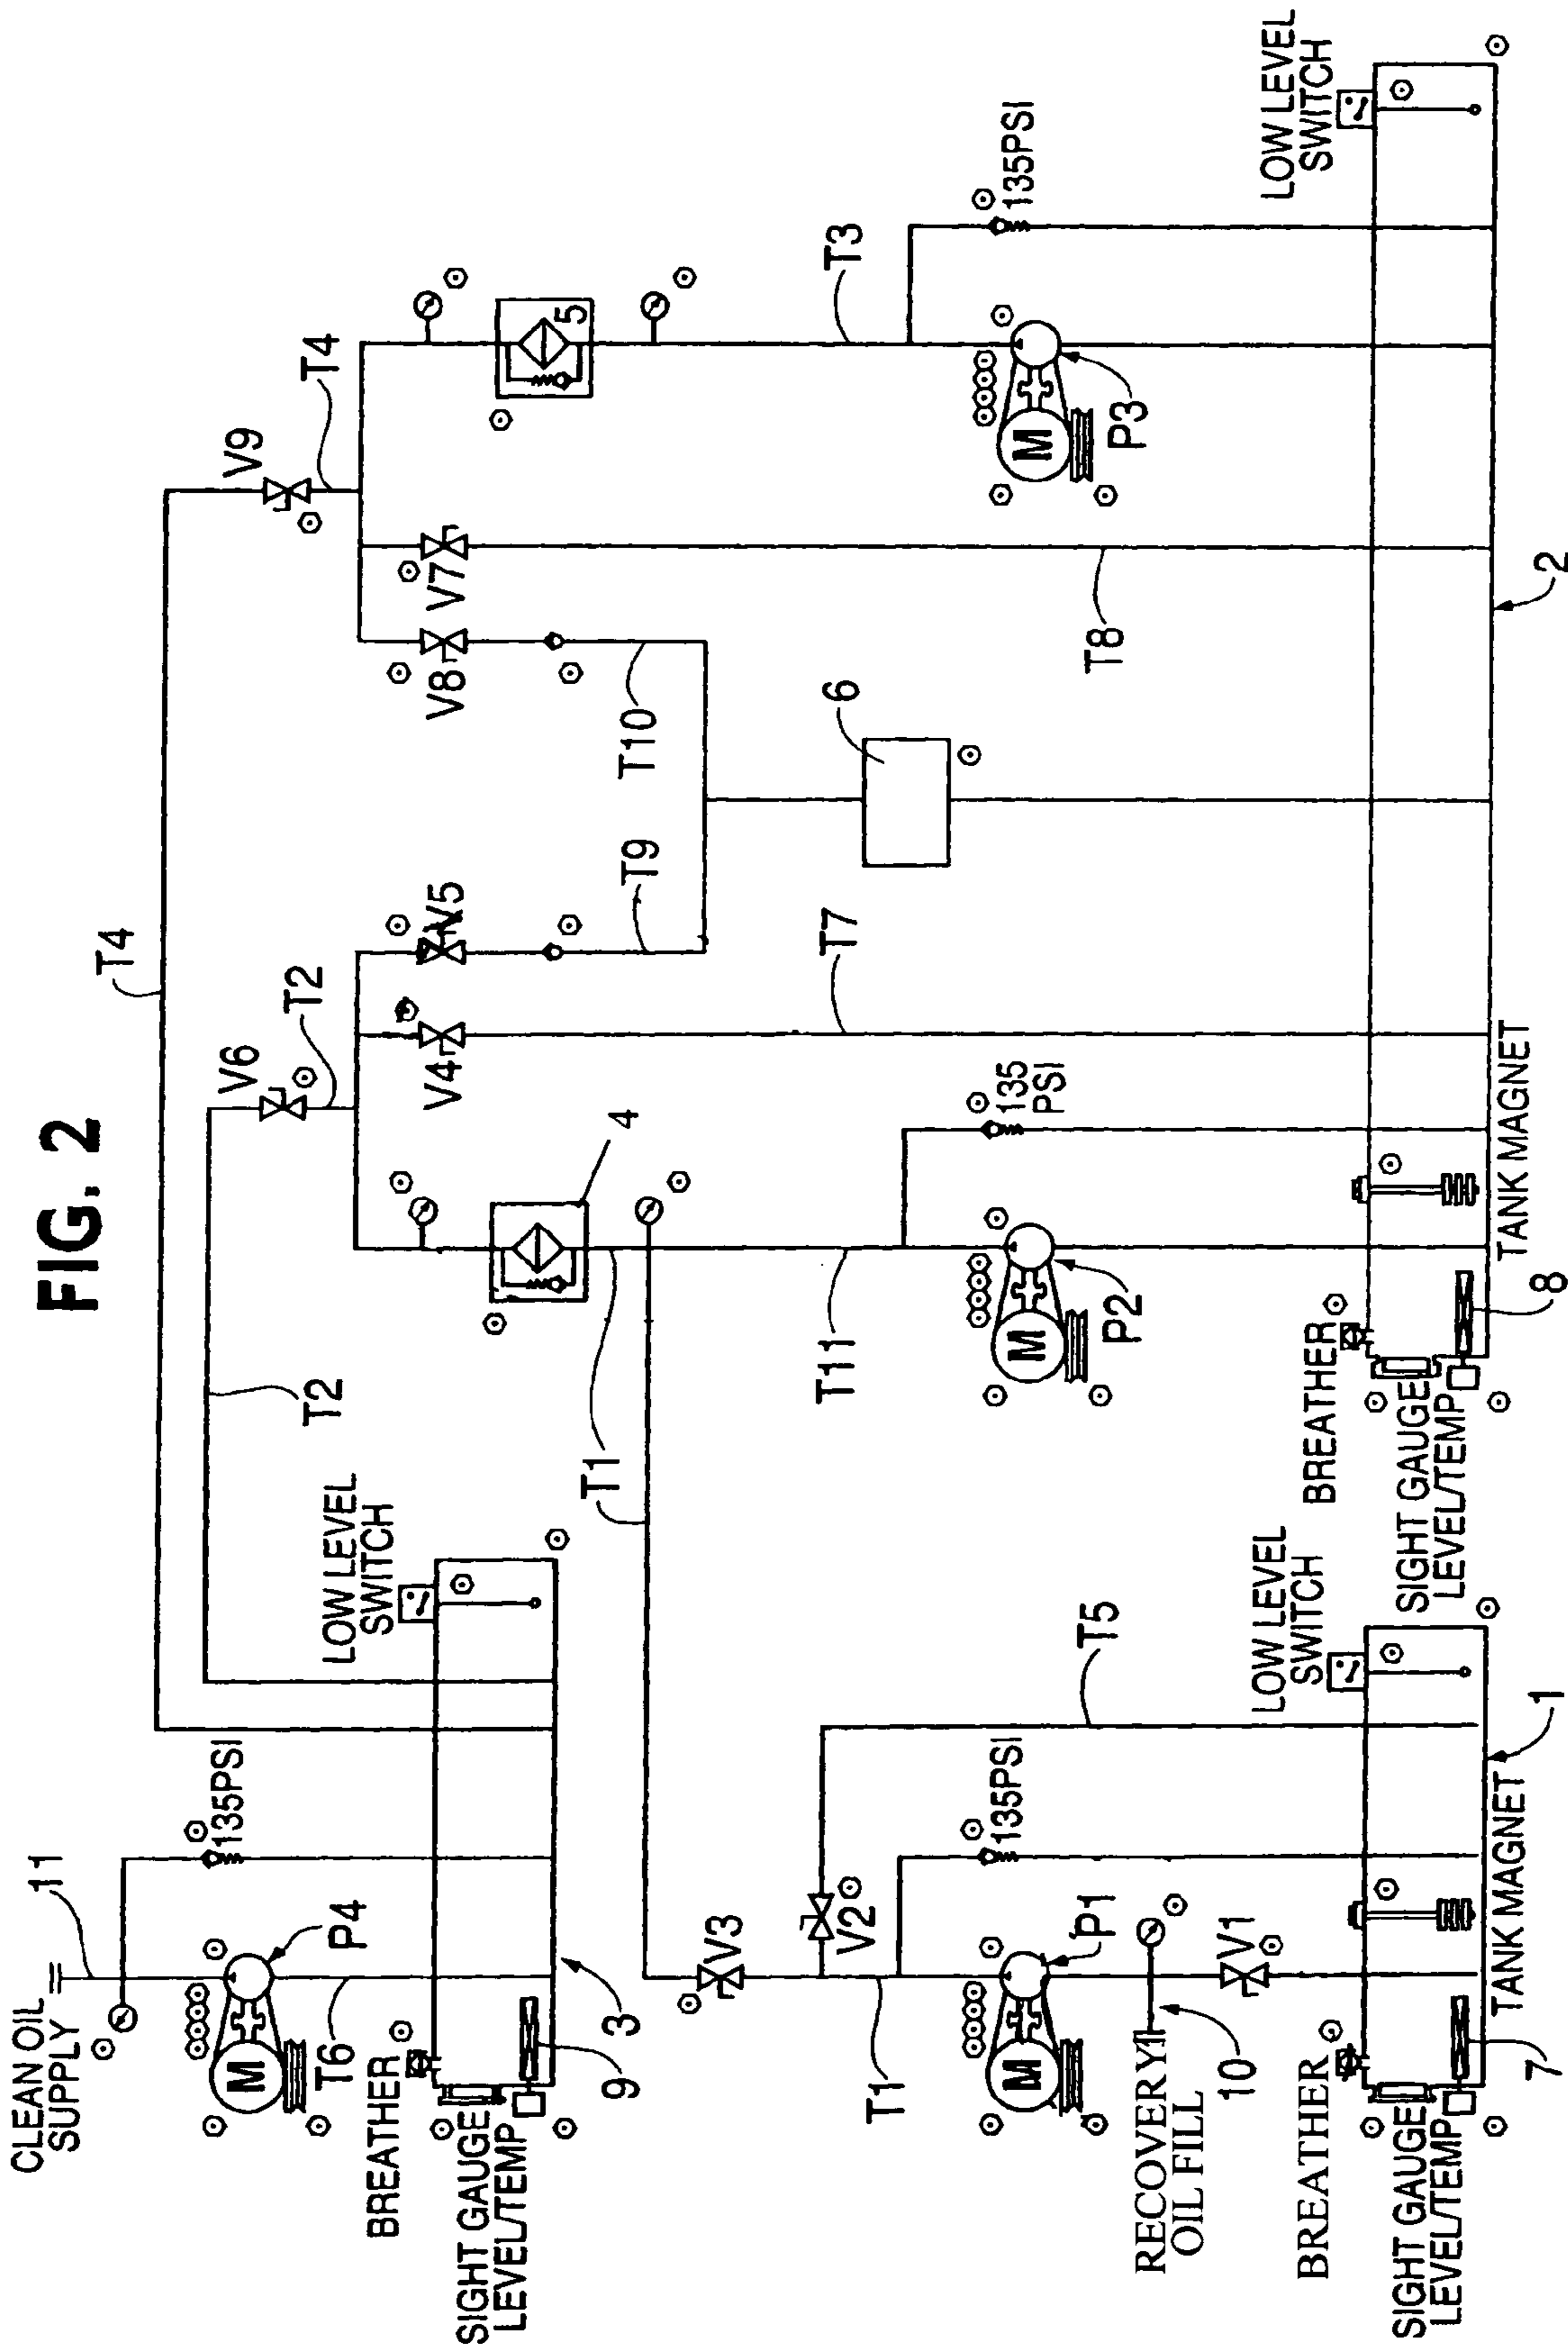 FIG. 2
CLEAN OIL
SUPPLY
11
P4
M
T6
135PSI
BREATHER
SIGHT GAUGE
LEVEL/TEMP
9
3
LOW LEVEL
SWITCH
T2
T4
V6
T2
V9
T4
4
5
V4
V5
V8
V7
T1
T9
T10
T3
6
T7
T8
T11
135
PSI
135PSI
M
P2
M
P3
V3
V2
T5
T1
135PSI
M
P1
RECOVERY
OIL FILL
10
V1
BREATHER
SIGHT GAUGE
LEVEL/TEMP
7
TANK MAGNET
LOW LEVEL
SWITCH
1
BREATHER
SIGHT GAUGE
LEVEL/TEMP
8
TANK MAGNET
2
LOW LEVEL
SWITCH